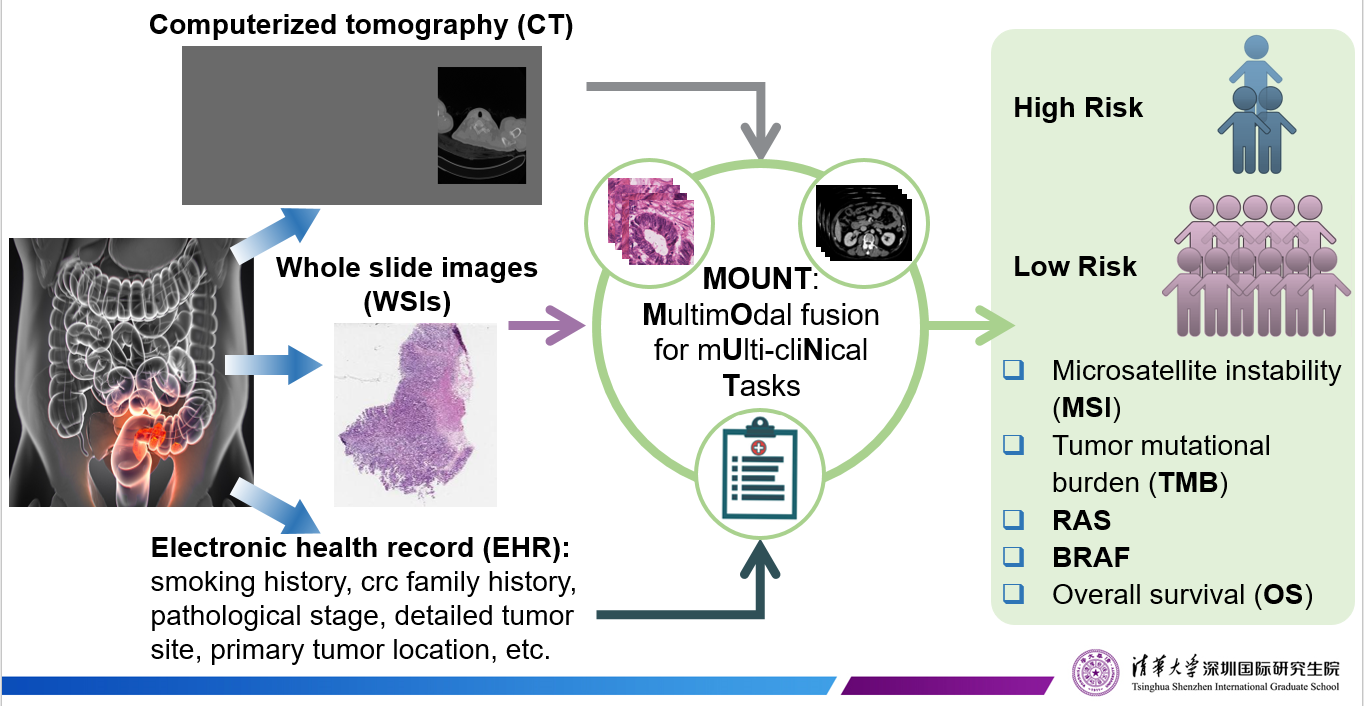 Computerized tomography (CT)
Whole slide images
(WSIs)
Electronic health record (EHR):
smoking history, crc family history,
pathological stage, detailed tumor
site, primary tumor location, etc.
MOUNT:
MultimOdal fusion
for mUlti-cliNical
Tasks
High Risk
Low Risk
Microsatellite instability
(MSI)
Tumor mutational
burden (TMB)
RAS
BRAF
Overall survival (OS)
清华大学深圳国际研究生院
Tsinghua Shenzhen International Graduate School